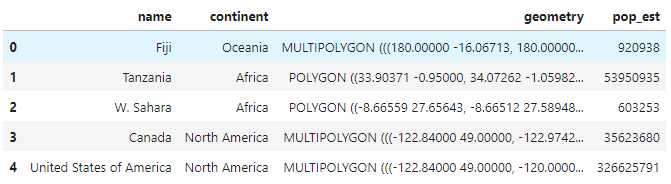 name continent geometry pop_est
0 Fiji Oceania MULTIPOLYGON (((180.00000 -16.06713, 180.00000... 920938
1 Tanzania Africa POLYGON ((33.90371 -0.95000, 34.07262 -1.05982... 53950935
2 W. Sahara Africa POLYGON ((-8.66559 27.65643, -8.66512 27.58948... 603253
3 Canada North America MULTIPOLYGON (((-122.84000 49.00000, -122.9742... 35623680
4 United States of America North America MULTIPOLYGON (((-122.84000 49.00000, -120.0000... 326625791